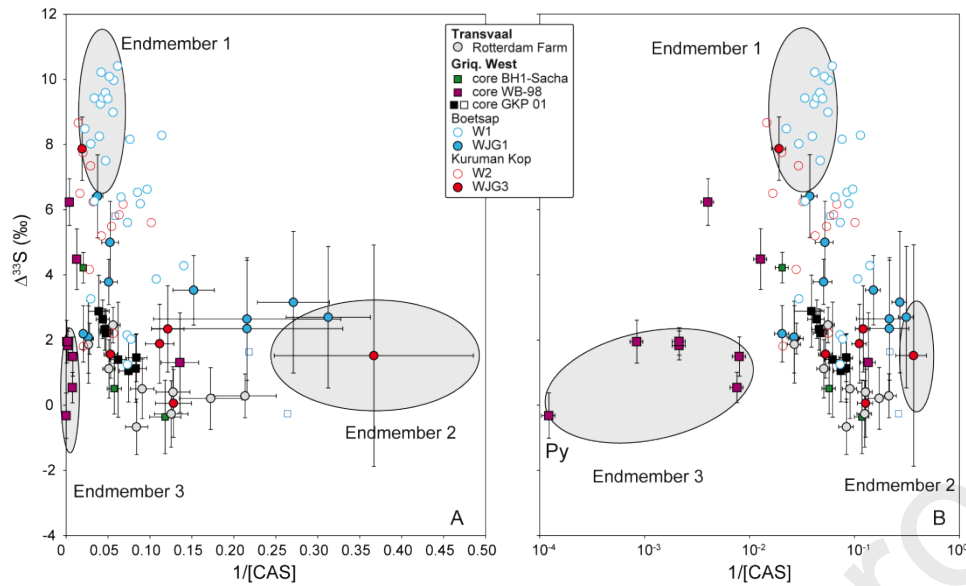 12
10
8
6
4
2
0
-2
-4
Δ³³S (‰)
Endmember 1
Endmember 2
Endmember 3
A
0
0.05
0.10
0.15
0.20
0.25
0.30
0.35
0.40
0.45
0.50
1/[CAS]
Transvaal
Rotterdam Farm
Griq. West
core BH1-Sacha
core WB-98
core GKP 01
Boetsap
W1
WJG1
Kuruman Kop
W2
WJG3
Endmember 1
Py
Endmember 3
Endmember 2
B
10⁻⁴
10⁻³
10⁻²
10⁻¹
10⁰
1/[CAS]